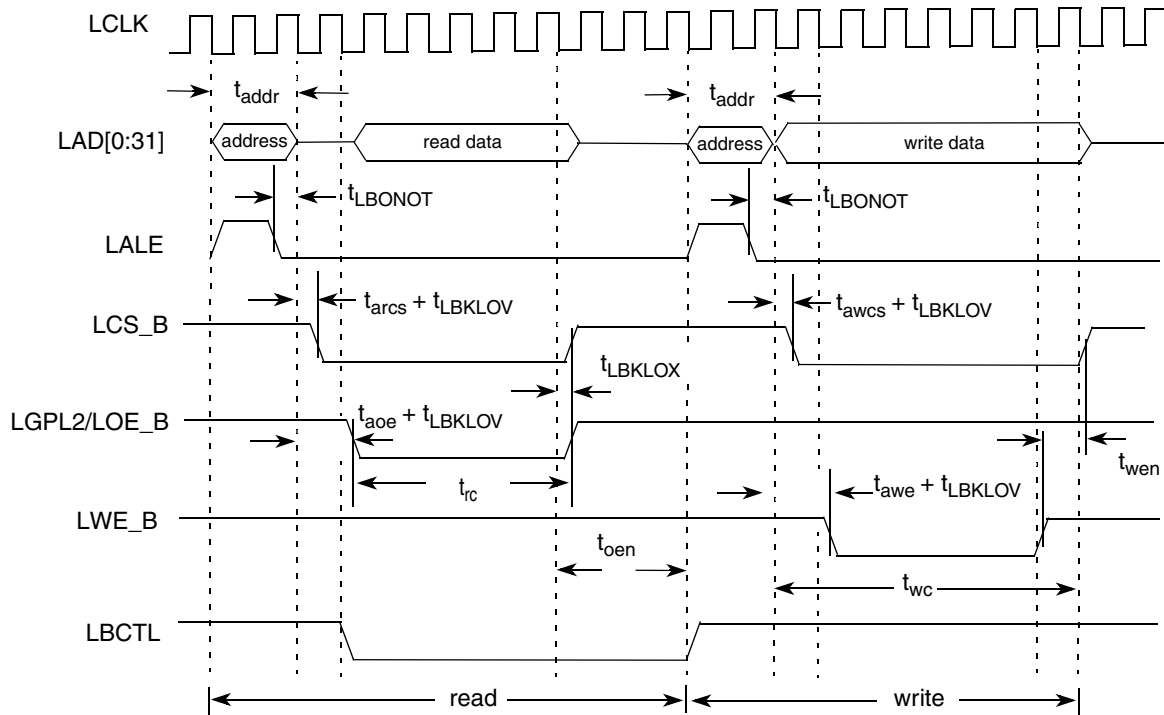 LCLK
t_addr t_addr
LAD[0:31] address read data address write data
t_LBONOT t_LBONOT
LALE
t_arcs + t_LBKLOV t_awcs + t_LBKLOV
LCS_B
t_LBKLOX
t_aoe + t_LBKLOV
LGPL2/LOE_B
t_wen
t_rc t_awe + t_LBKLOV
LWE_B
t_oen
t_wc
LBCTL
read write